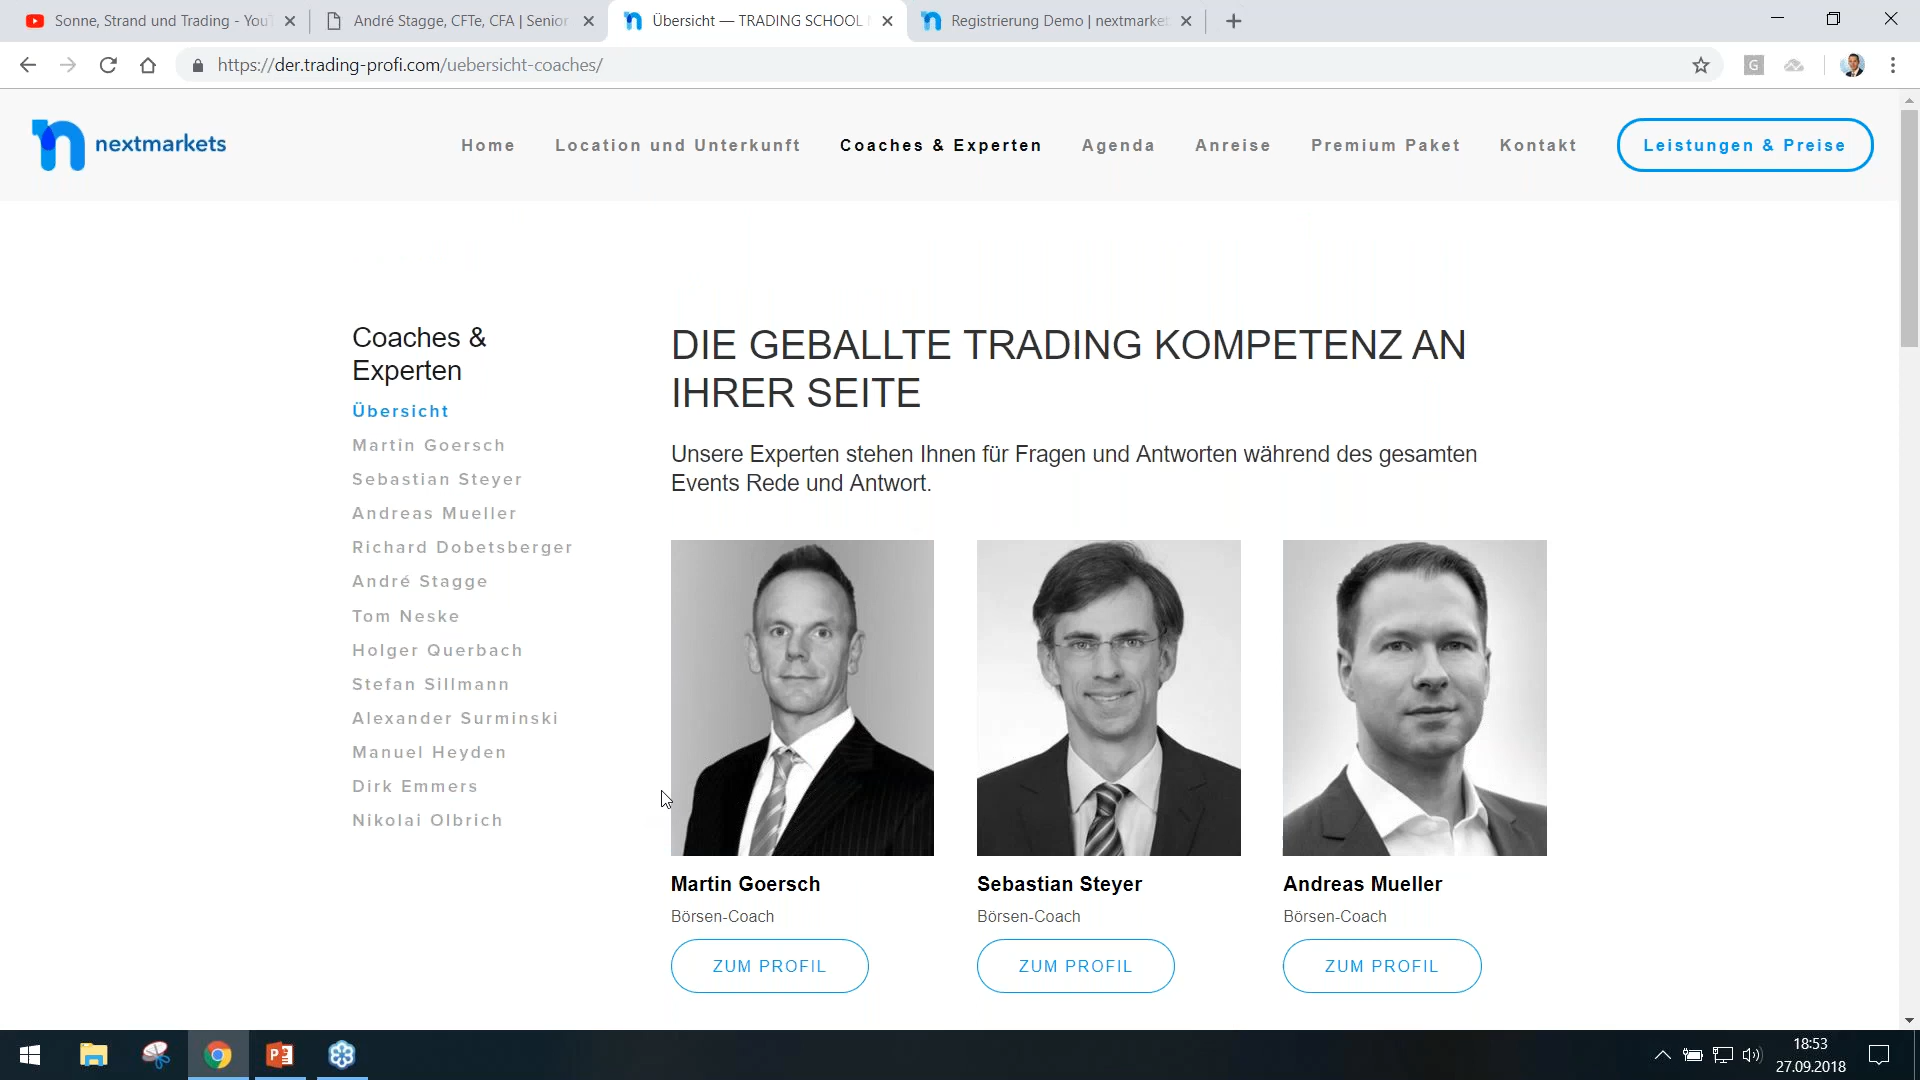 Sonne, Strand und Trading - You
André Stagge, CFTe, CFA | Senior
Übersicht — TRADING SCHOOL
Registrierung Demo | nextmarket
https://der.trading-profi.com/uebersicht-coaches/
G
nextmarkets
Home
Location und Unterkunft
Coaches & Experten
Agenda
Anreise
Premium Paket
Kontakt
Leistungen & Preise
Coaches &
Experten
Übersicht
Martin Goersch
Sebastian Steyer
Andreas Mueller
Richard Dobetsberger
André Stagge
Tom Neske
Holger Querbach
Stefan Sillmann
Alexander Surminski
Manuel Heyden
Dirk Emmers
Nikolai Olbrich
DIE GEBALLTE TRADING KOMPETENZ AN
IHRER SEITE
Unsere Experten stehen Ihnen für Fragen und Antworten während des gesamten
Events Rede und Antwort.
Martin Goersch
Börsen-Coach
ZUM PROFIL
Sebastian Steyer
Börsen-Coach
ZUM PROFIL
Andreas Mueller
Börsen-Coach
ZUM PROFIL
18:53
27.09.2018